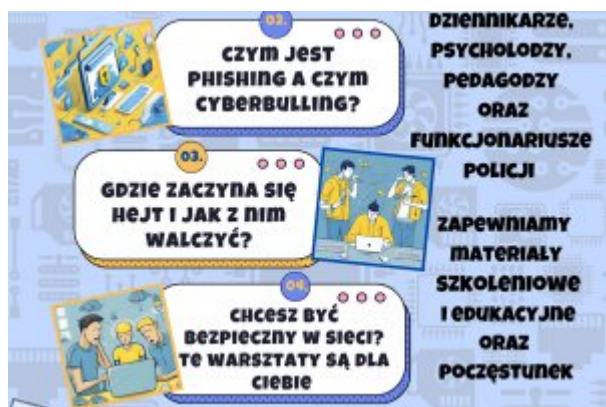 02.
CZYM JEST
PHISHING A CZYM
CYBERBULLING?
03.
GDZIE ZACZYNA SIĘ
HEJT I JAK Z NIM
WALCZYĆ?
04.
CHCESZ BYĆ
BEZPIECZNY W SIECI?
TE WARSZTATY SĄ DLA
CIEBIE
DZIENNIKARZE,
PSYCHOLODZY,
PEDAGODZY
ORAZ
FUNKCJONARIUSZE
POLICJI
ZAPEWNIAMY
MATERIAŁY
SZKOLENIOWE
I EDUKACYJNE
ORAZ
POCZĘSTUNEK